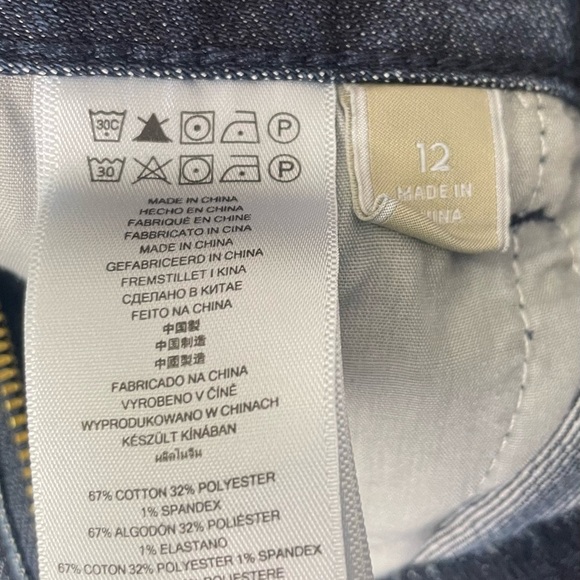 30C P
30 P
MADE IN CHINA
HECHO EN CHINA
FABRIQUÉ EN CHINE
FABBRICATO IN CINA
MADE IN CHINA
GEFABRICEERD IN CHINA
FREMSTILLET I KINA
СДЕЛАНО В КИТАЕ
FEITO NA CHINA
中国製
中国制造
中國製造
FABRICADO NA CHINA
VYROBENO V ČÍNĚ
WYPRODUKOWANO W CHINACH
KÉSZÜLT KÍNÁBAN
ผลิตในจีน
67% COTTON 32% POLYESTER
1% SPANDEX
67% ALGODÓN 32% POLIÉSTER
1% ELASTANO
67% COTON 32% POLYESTER 1% SPANDEX
12
MADE IN